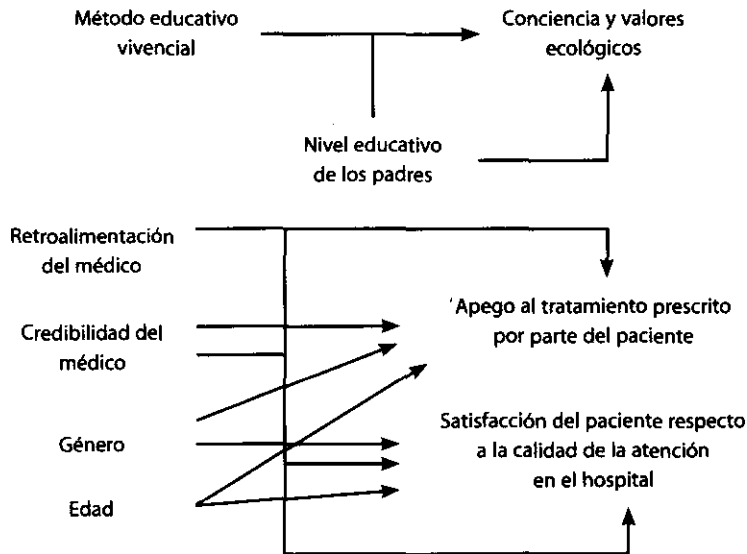 Método educativo
vivencial
Conciencia y valores
ecológicos
Nivel educativo
de los padres
Retroalimentación
del médico
Credibilidad del
médico
Género
Edad
Apego al tratamiento prescrito
por parte del paciente
Satisfacción del paciente respecto
a la calidad de la atención
en el hospital